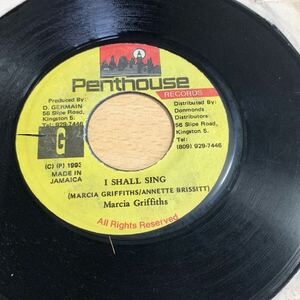 Penthouse
RECORDS
Produced By:
D. GERMAIN
56 Slipe Road,
Kingston 5.
Tel: 929-7446
Distributed By:
Donmonds
Distributors:
56 Slipe Road,
Kingston 5.
Tel:
(809) 929-7446
G
(C) (P) 1992
MADE IN
JAMAICA
I SHALL SING
(MARCIA GRIFFITHS/ANNETTE BRISSITT)
Marcia Griffiths
All Rights Reserved